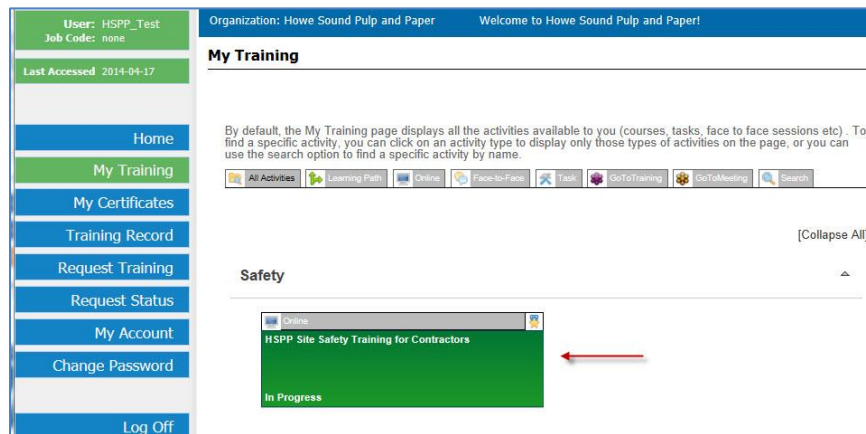 User: HSPP_Test
Job Code: none
Last Accessed 2014-04-17
Home
My Training
My Certificates
Training Record
Request Training
Request Status
My Account
Change Password
Log Off
Organization: Howe Sound Pulp and Paper Welcome to Howe Sound Pulp and Paper!
My Training
By default, the My Training page displays all the activities available to you (courses, tasks, face to face sessions etc) . To
find a specific activity, you can click on an activity type to display only those types of activities on the page, or you can
use the search option to find a specific activity by name.
All Activities Learning Path Online Face-to-Face Task GoToTraining GoToMeeting Search
[Collapse All]
Safety
Online
HSPP Site Safety Training for Contractors
In Progress